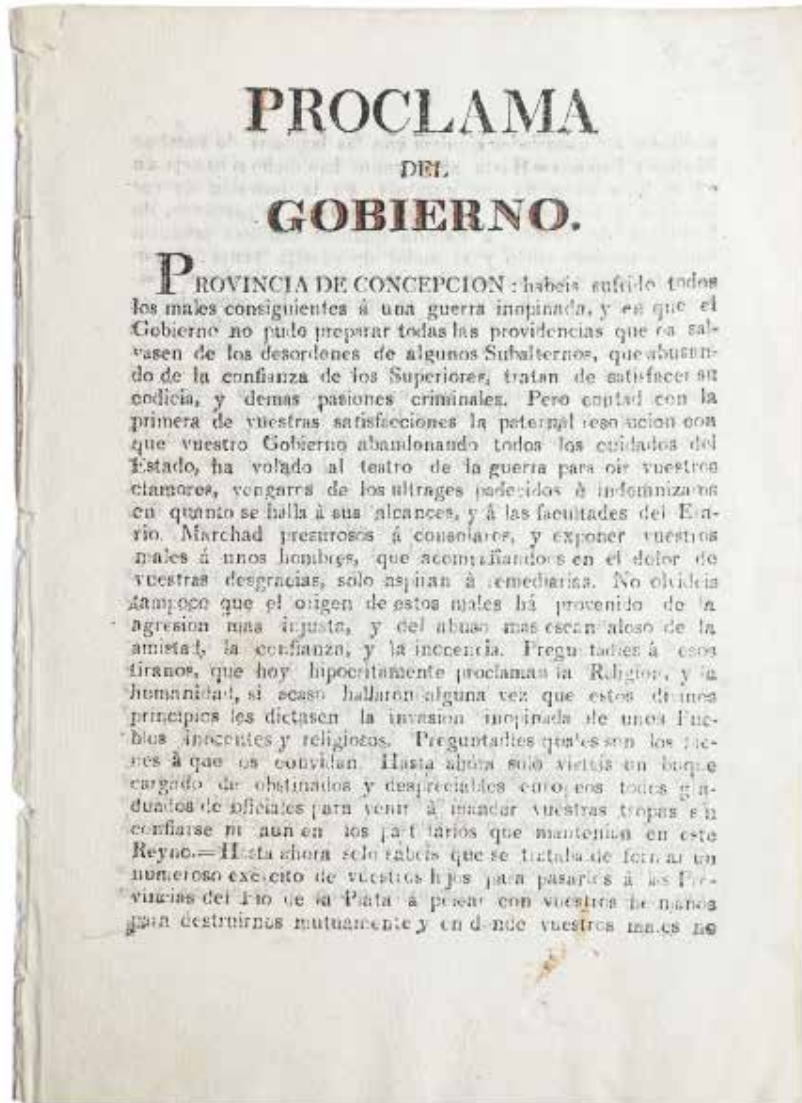 PROCLAMA
DEL
GOBIERNO.
PROVINCIA DE CONCEPCION: habeis sufrido todos
los males consiguientes á una guerra inopinada, y en que el
Gobierno no pudo preparar todas las providencias que os sal-
vasen de los desordenes de algunos Subalternos, que abusan-
do de la confianza de los Superiores, tratan de satisfacer su
codicia, y demas pasiones criminales. Pero contad con la
primera de vuestras satisfacciones la paternal resolucion con
que vuestro Gobierno abandonando todos los cuidados del
Estado, ha volado al teatro de la guerra para oir vuestros
clamores, vengaros de los ultrages padecidos è indemnizaros
en quanto se halla à sus alcances, y á las facultades del Era-
rio. Marchad presurosos á consolaros, y exponer vuestros
males á unos hombres, que acompañandoos en el dolor de
vuestras desgracias, solo aspiran à remediarlas. No olvideis
tampoco que el origen de estos males há provenido de la
agresion mas injusta, y del abuso mas escandaloso de la
amistad, la confianza, y la inocencia. Preguntadles á esos
tiranos, que hoy hipocritamente proclaman la Religion, y la
humanidad, si acaso hallaron alguna vez que estos divinos
principios les dictasen la invasion inopinada de unos Pue-
blos inocentes y religiosos. Preguntadles quales son los
à que os convidan. Hasta ahora solo visteis un buque
cargado de obstinados y despreciables europeos todos gra-
duados de oficiales para venir à mandar vuestras tropas sin
confiarse ni aun en los partidarios que mantenian en este
Reyno.=Hasta ahora solo sabeis que se trataba de formar un
numeroso exercito de vuestros hijos para pasarlos á las Pro-
vincias del Rio de la Plata à pelear con vuestros hermanos
para destruirnos mutuamente y en donde vuestros males no